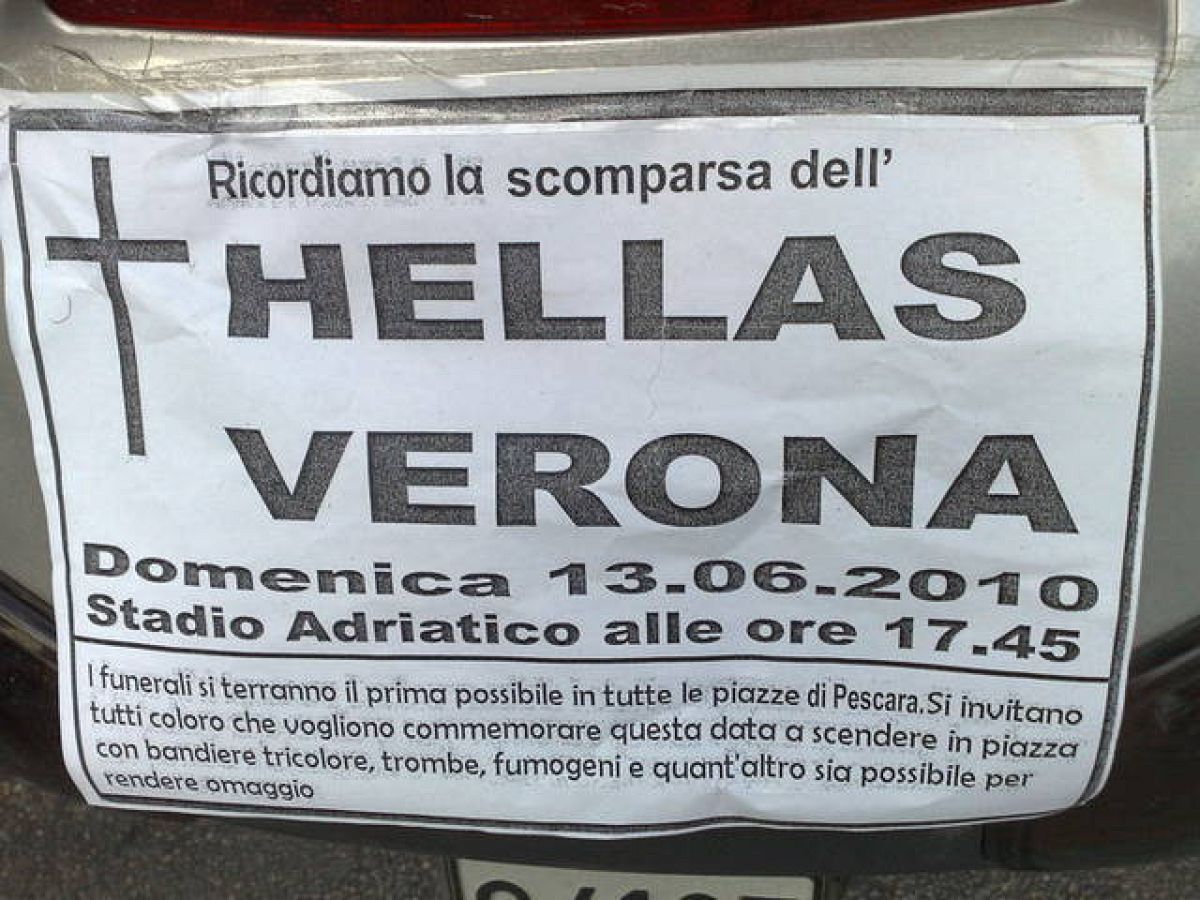 Ricordiamo la scomparsa dell'
HELLAS
VERONA
Domenica 13.06.2010
Stadio Adriatico alle ore 17.45
I funerali si terranno il prima possibile in tutte le piazze di Pescara.Si invitano
tutti coloro che vogliono commemorare questa data a scendere in piazza
con bandiere tricolore, trombe, fumogeni e quant'altro sia possibile per
rendere omaggio